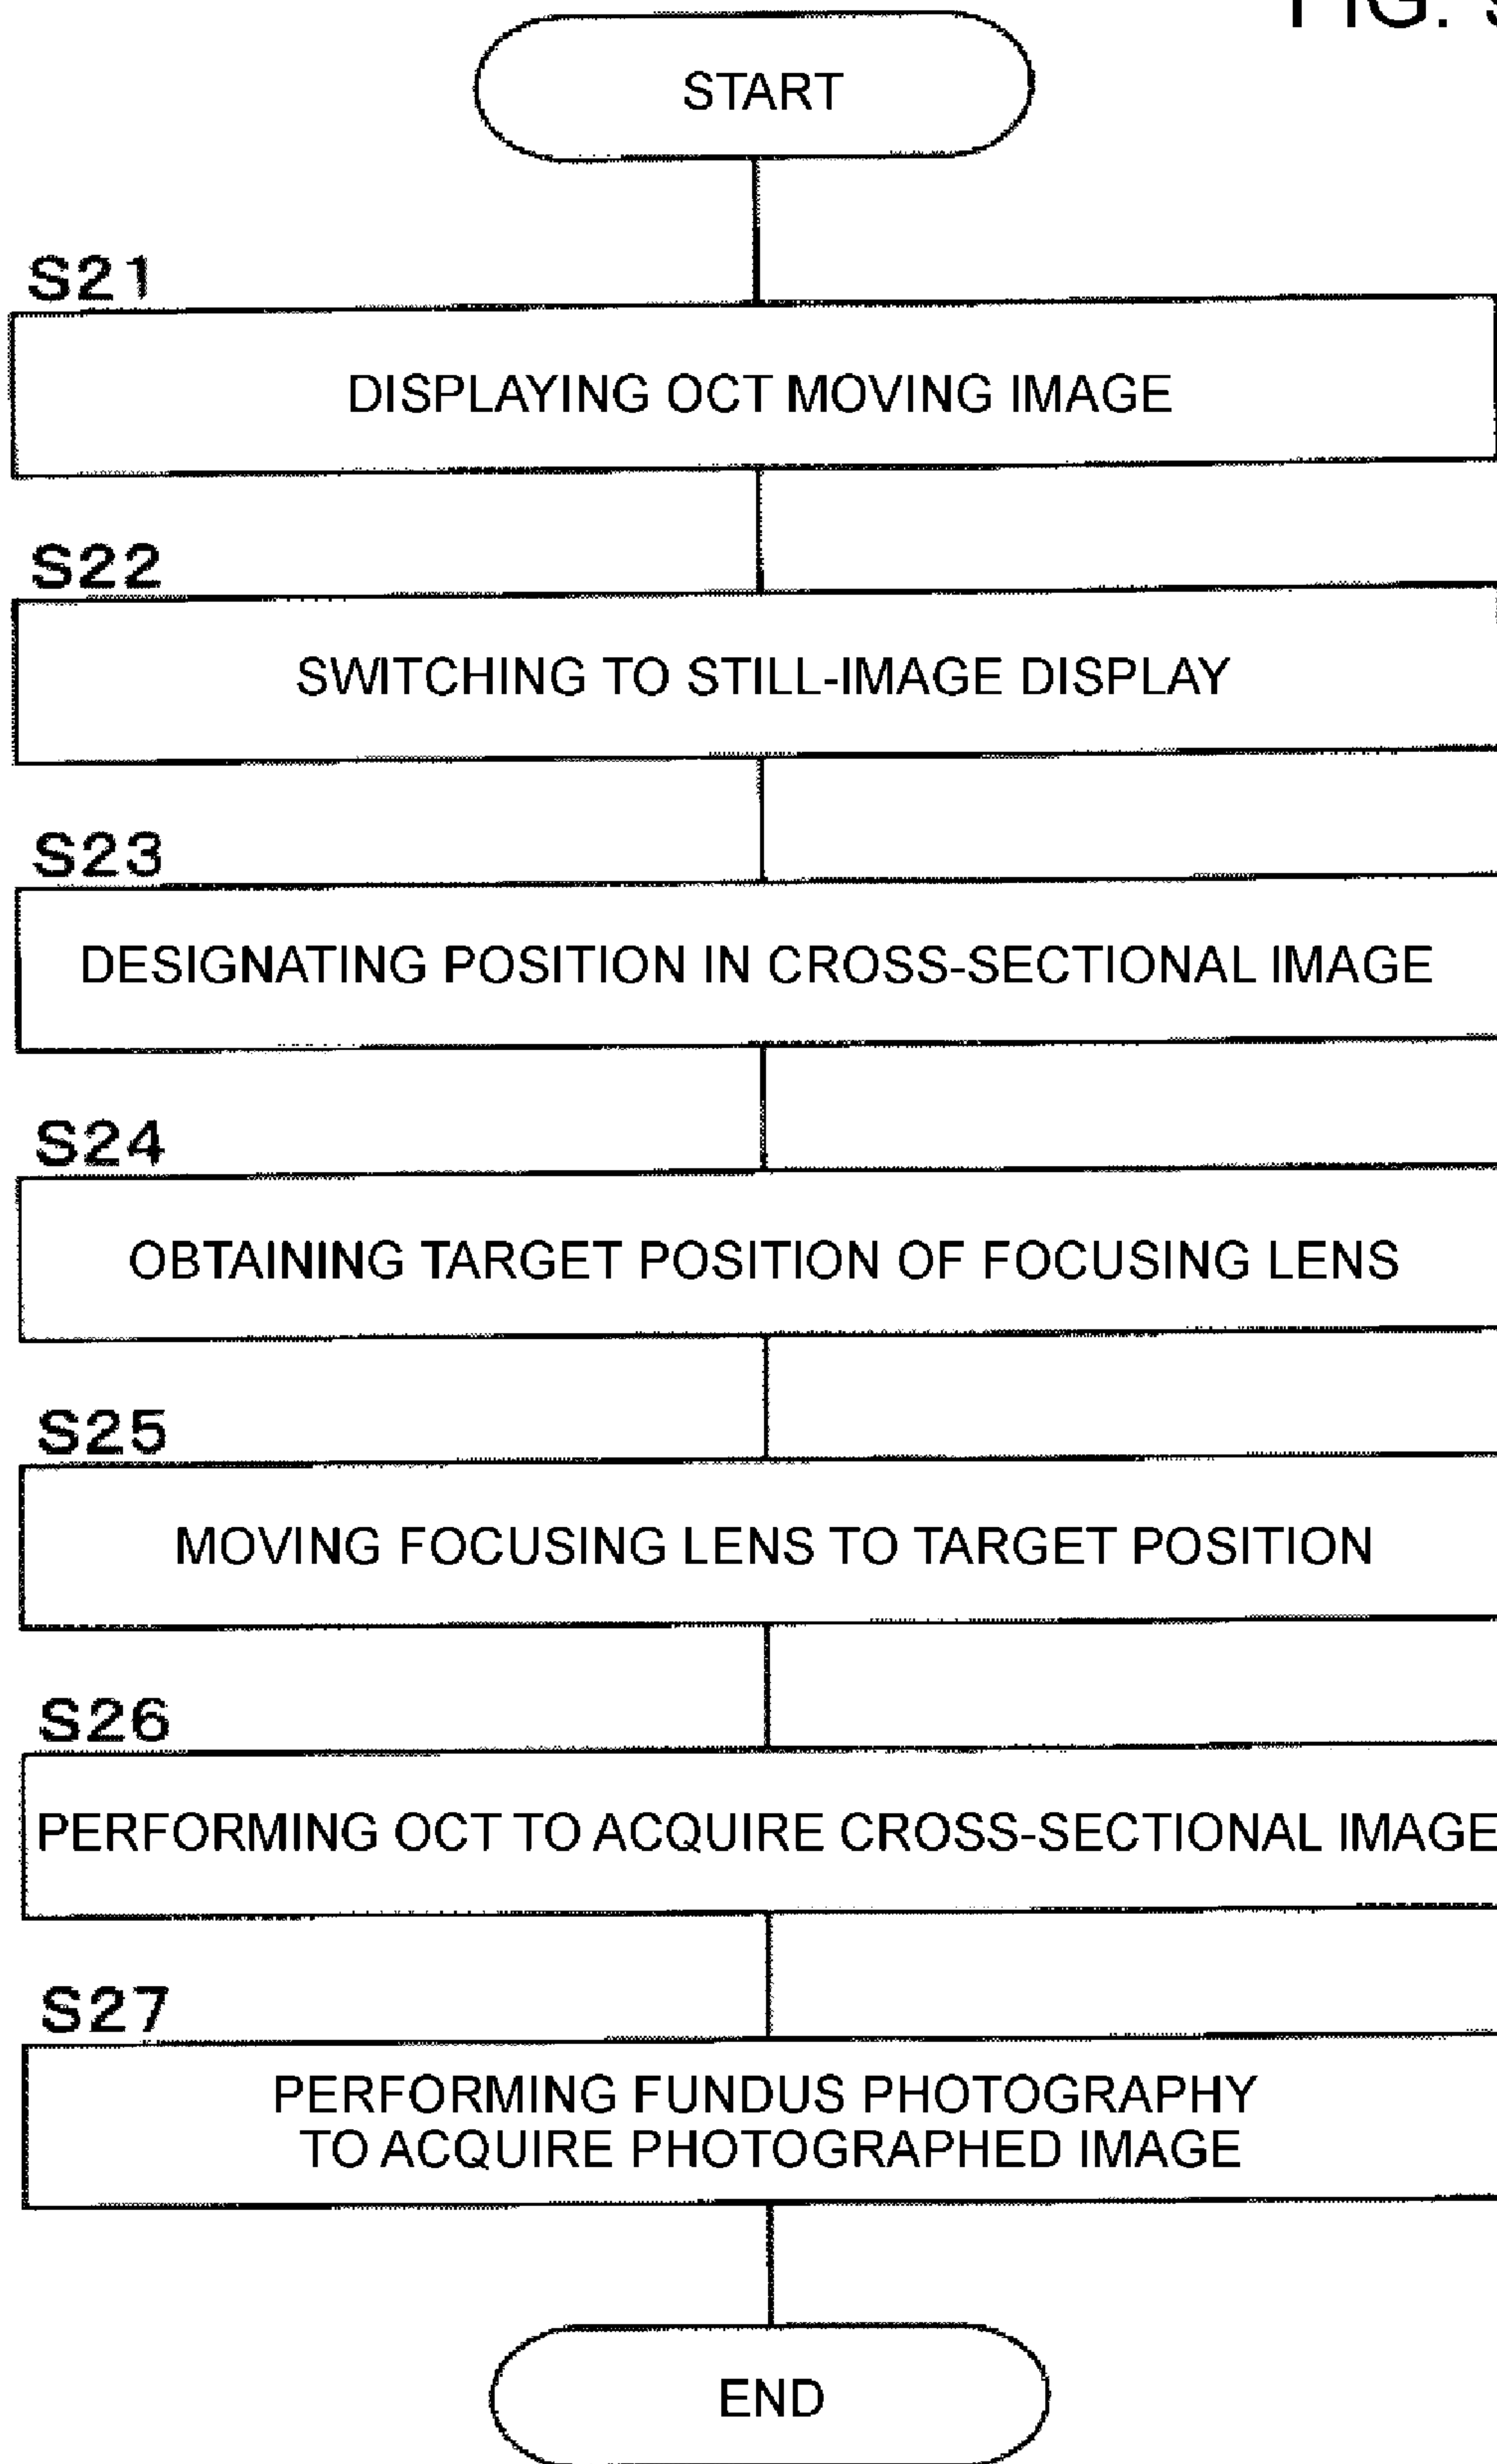 FIG.
START
S21
DISPLAYING OCT MOVING IMAGE
S22
SWITCHING TO STILL-IMAGE DISPLAY
S23
DESIGNATING POSITION IN CROSS-SECTIONAL IMAGE
S24
OBTAINING TARGET POSITION OF FOCUSING LENS
S25
MOVING FOCUSING LENS TO TARGET POSITION
S26
PERFORMING OCT TO ACQUIRE CROSS-SECTIONAL IMAGE
S27
PERFORMING FUNDUS PHOTOGRAPHY
TO ACQUIRE PHOTOGRAPHED IMAGE
END